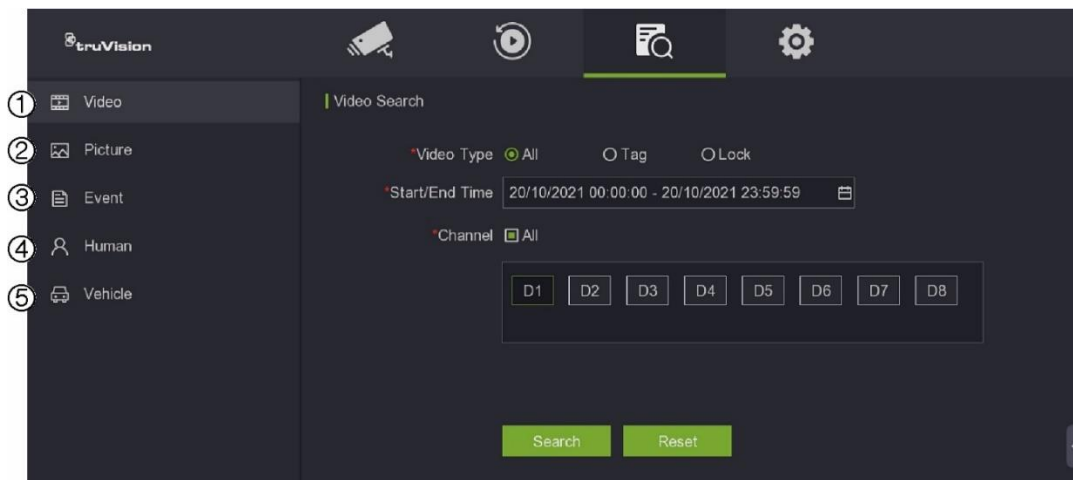 truVision
① Video
② Picture
③ Event
④ Human
⑤ Vehicle
Video Search
*Video Type All Tag Lock
*Start/End Time 20/10/2021 00:00:00 - 20/10/2021 23:59:59
*Channel All
D1 D2 D3 D4 D5 D6 D7 D8
Search Reset